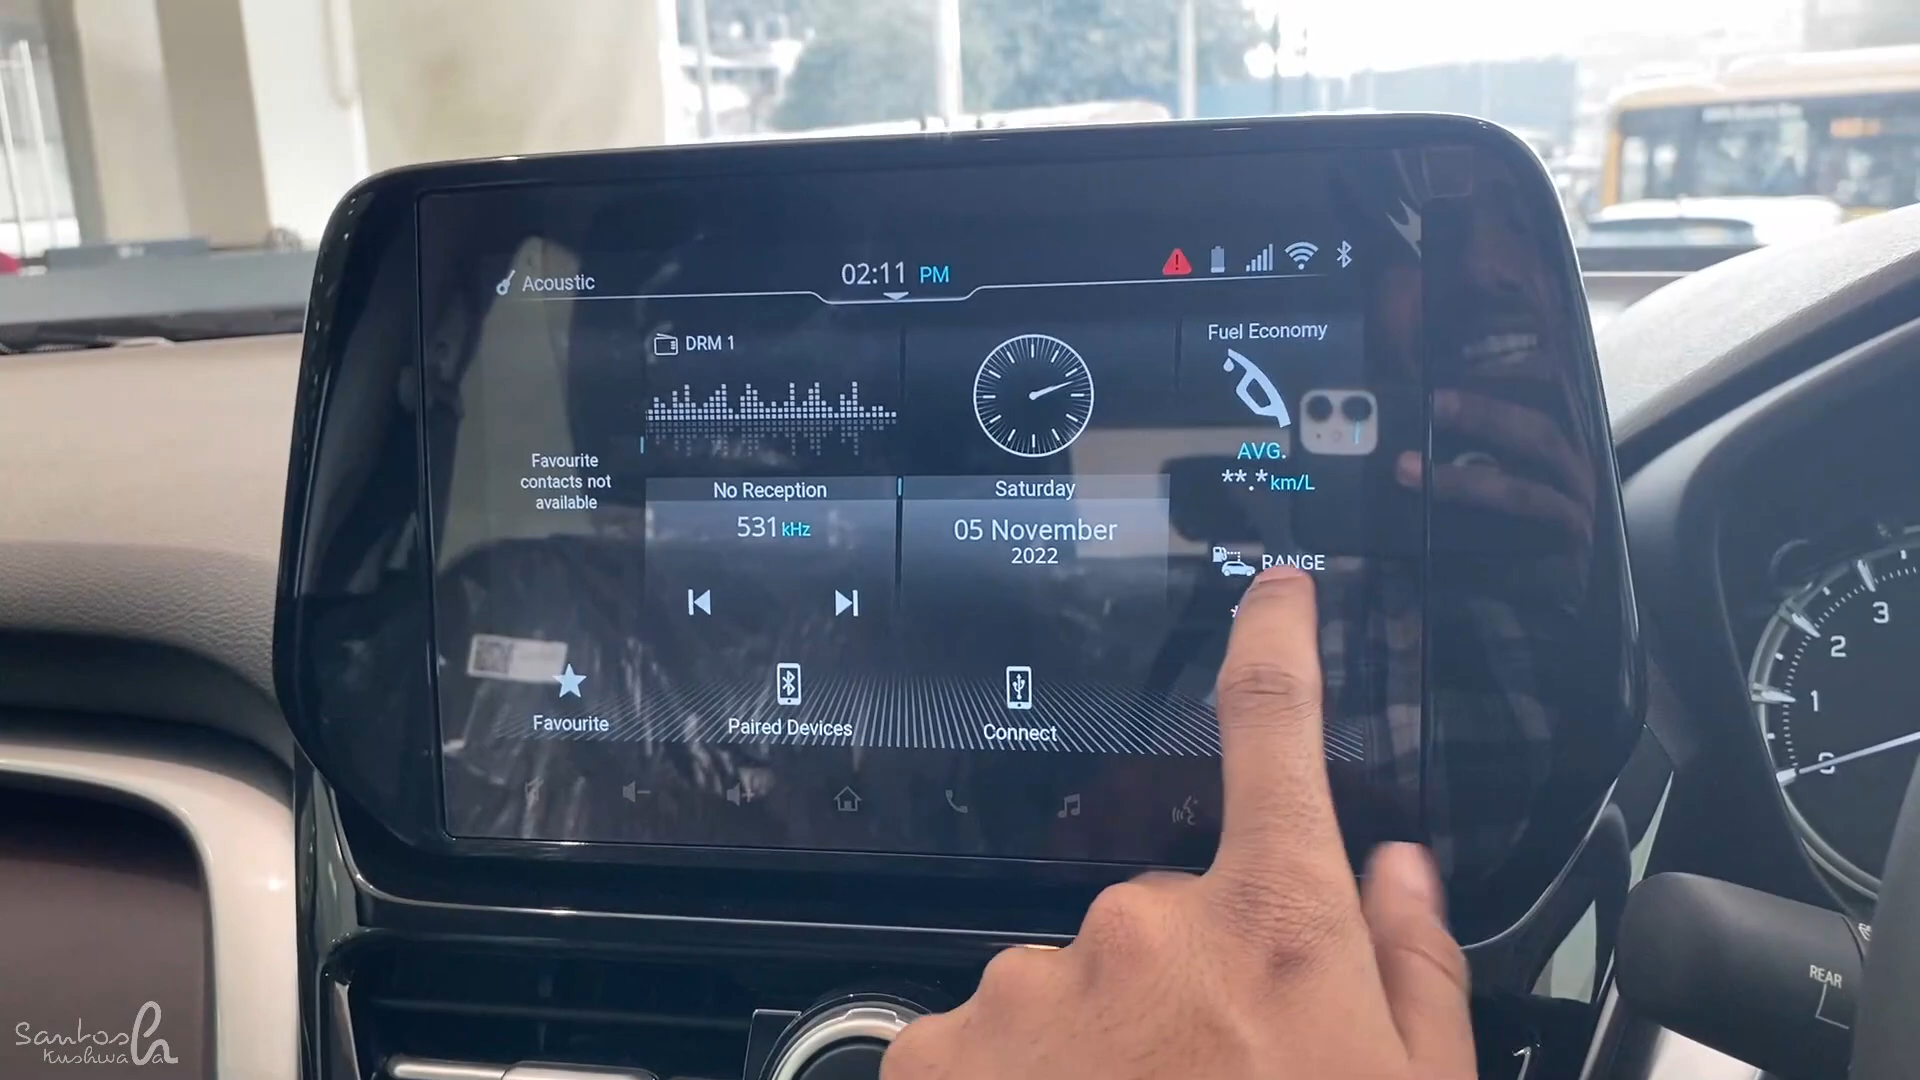 Acoustic
02:11 PM
DRM 1
Fuel Economy
AVG.
**.* km/L
Favourite
contacts not
available
No Reception
531 kHz
Saturday
05 November
2022
RANGE
Favourite
Paired Devices
Connect
3
2
1
0
REAR
Santosh
Kushwaha